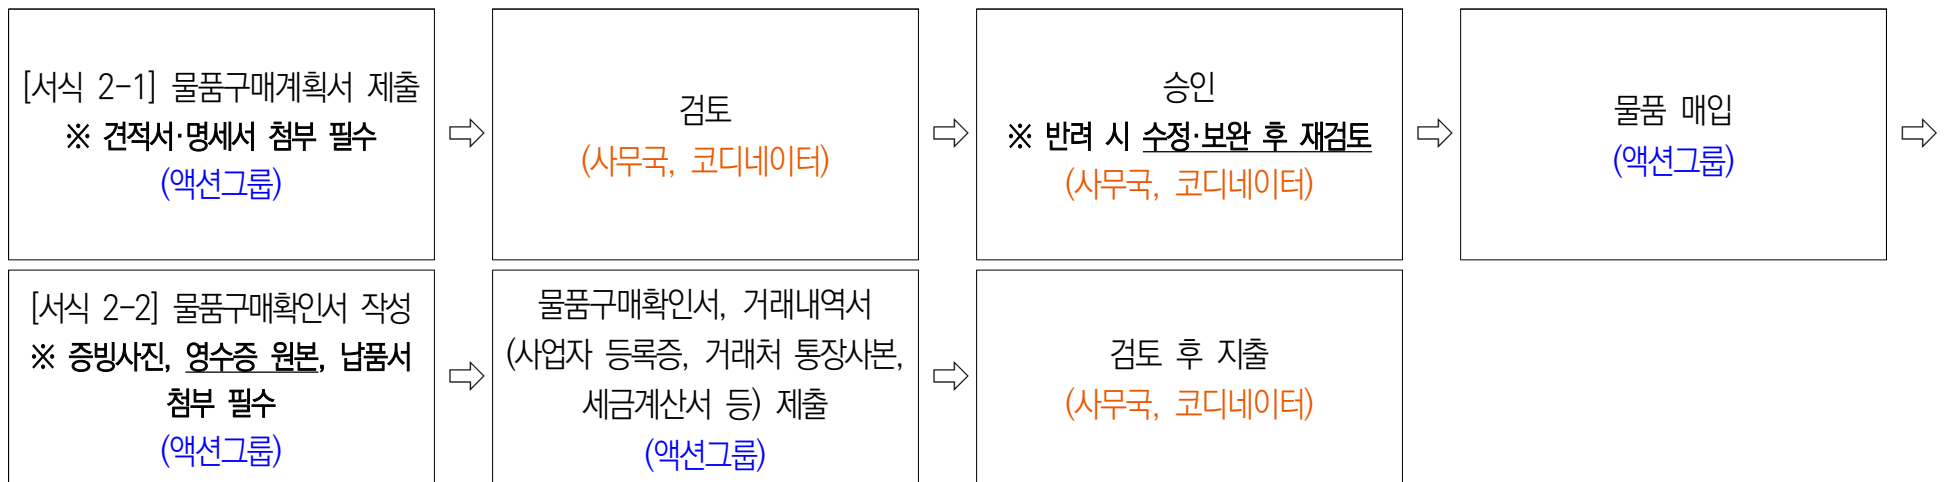 [서식 2-1] 물품구매계획서 제출
※ 견적서·명세서 첨부 필수
(액션그룹)
⇨
검토
(사무국, 코디네이터)
⇨
승인
※ 반려 시 수정·보완 후 재검토
(사무국, 코디네이터)
⇨
물품 매입
(액션그룹)
⇨
[서식 2-2] 물품구매확인서 작성
※ 증빙사진, 영수증 원본, 납품서
첨부 필수
(액션그룹)
⇨
물품구매확인서, 거래내역서
(사업자 등록증, 거래처 통장사본,
세금계산서 등) 제출
(액션그룹)
⇨
검토 후 지출
(사무국, 코디네이터)